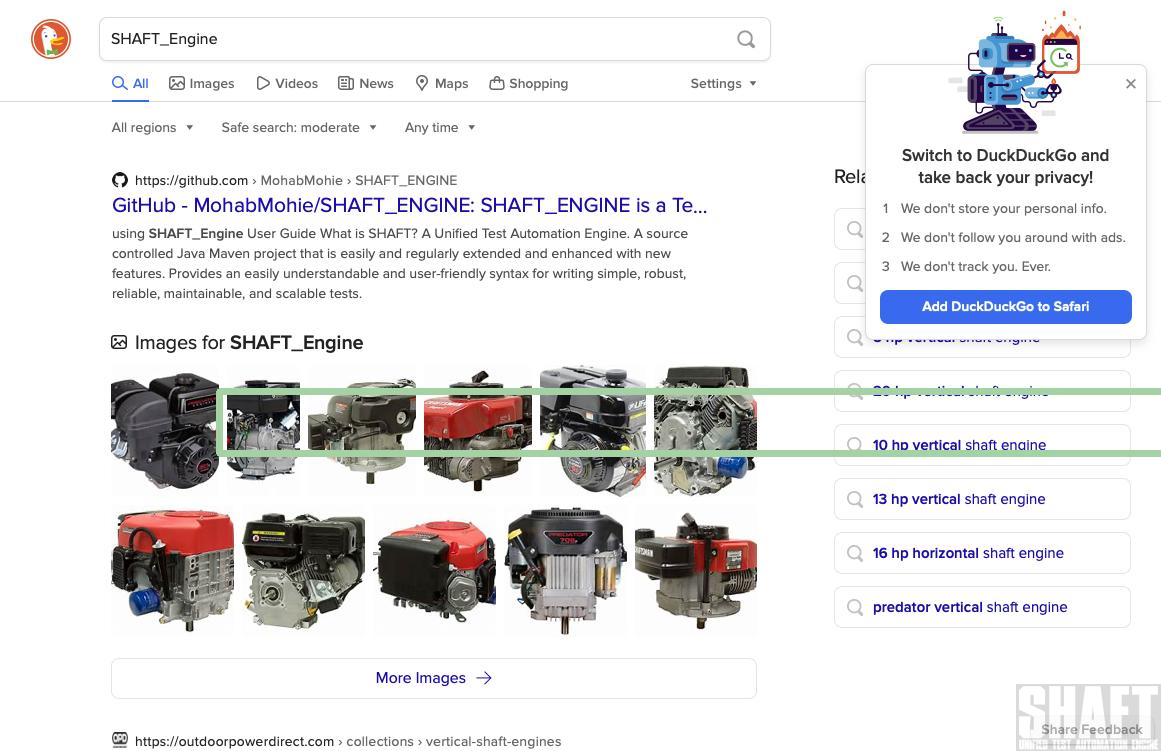 SHAFT_Engine
All Images Videos News Maps Shopping Settings
All regions Safe search: moderate Any time
https://github.com › MohabMohie › SHAFT_ENGINE
GitHub - MohabMohie/SHAFT_ENGINE: SHAFT_ENGINE is a Te...
using SHAFT_Engine User Guide What is SHAFT? A Unified Test Automation Engine. A source
controlled Java Maven project that is easily and regularly extended and enhanced with new
features. Provides an easily understandable and user-friendly syntax for writing simple, robust,
reliable, maintainable, and scalable tests.
Images for SHAFT_Engine
PREDATOR
708
CRAFTSMAN
More Images
https://outdoorpowerdirect.com › collections › vertical-shaft-engines
Switch to DuckDuckGo and
take back your privacy!
1 We don't store your personal info.
2 We don't follow you around with ads.
3 We don't track you. Ever.
Add DuckDuckGo to Safari
Rela
8 hp vertical shaft engine
20 hp vertical shaft engine
10 hp vertical shaft engine
13 hp vertical shaft engine
16 hp horizontal shaft engine
predator vertical shaft engine
SHAFT
Share Feedback